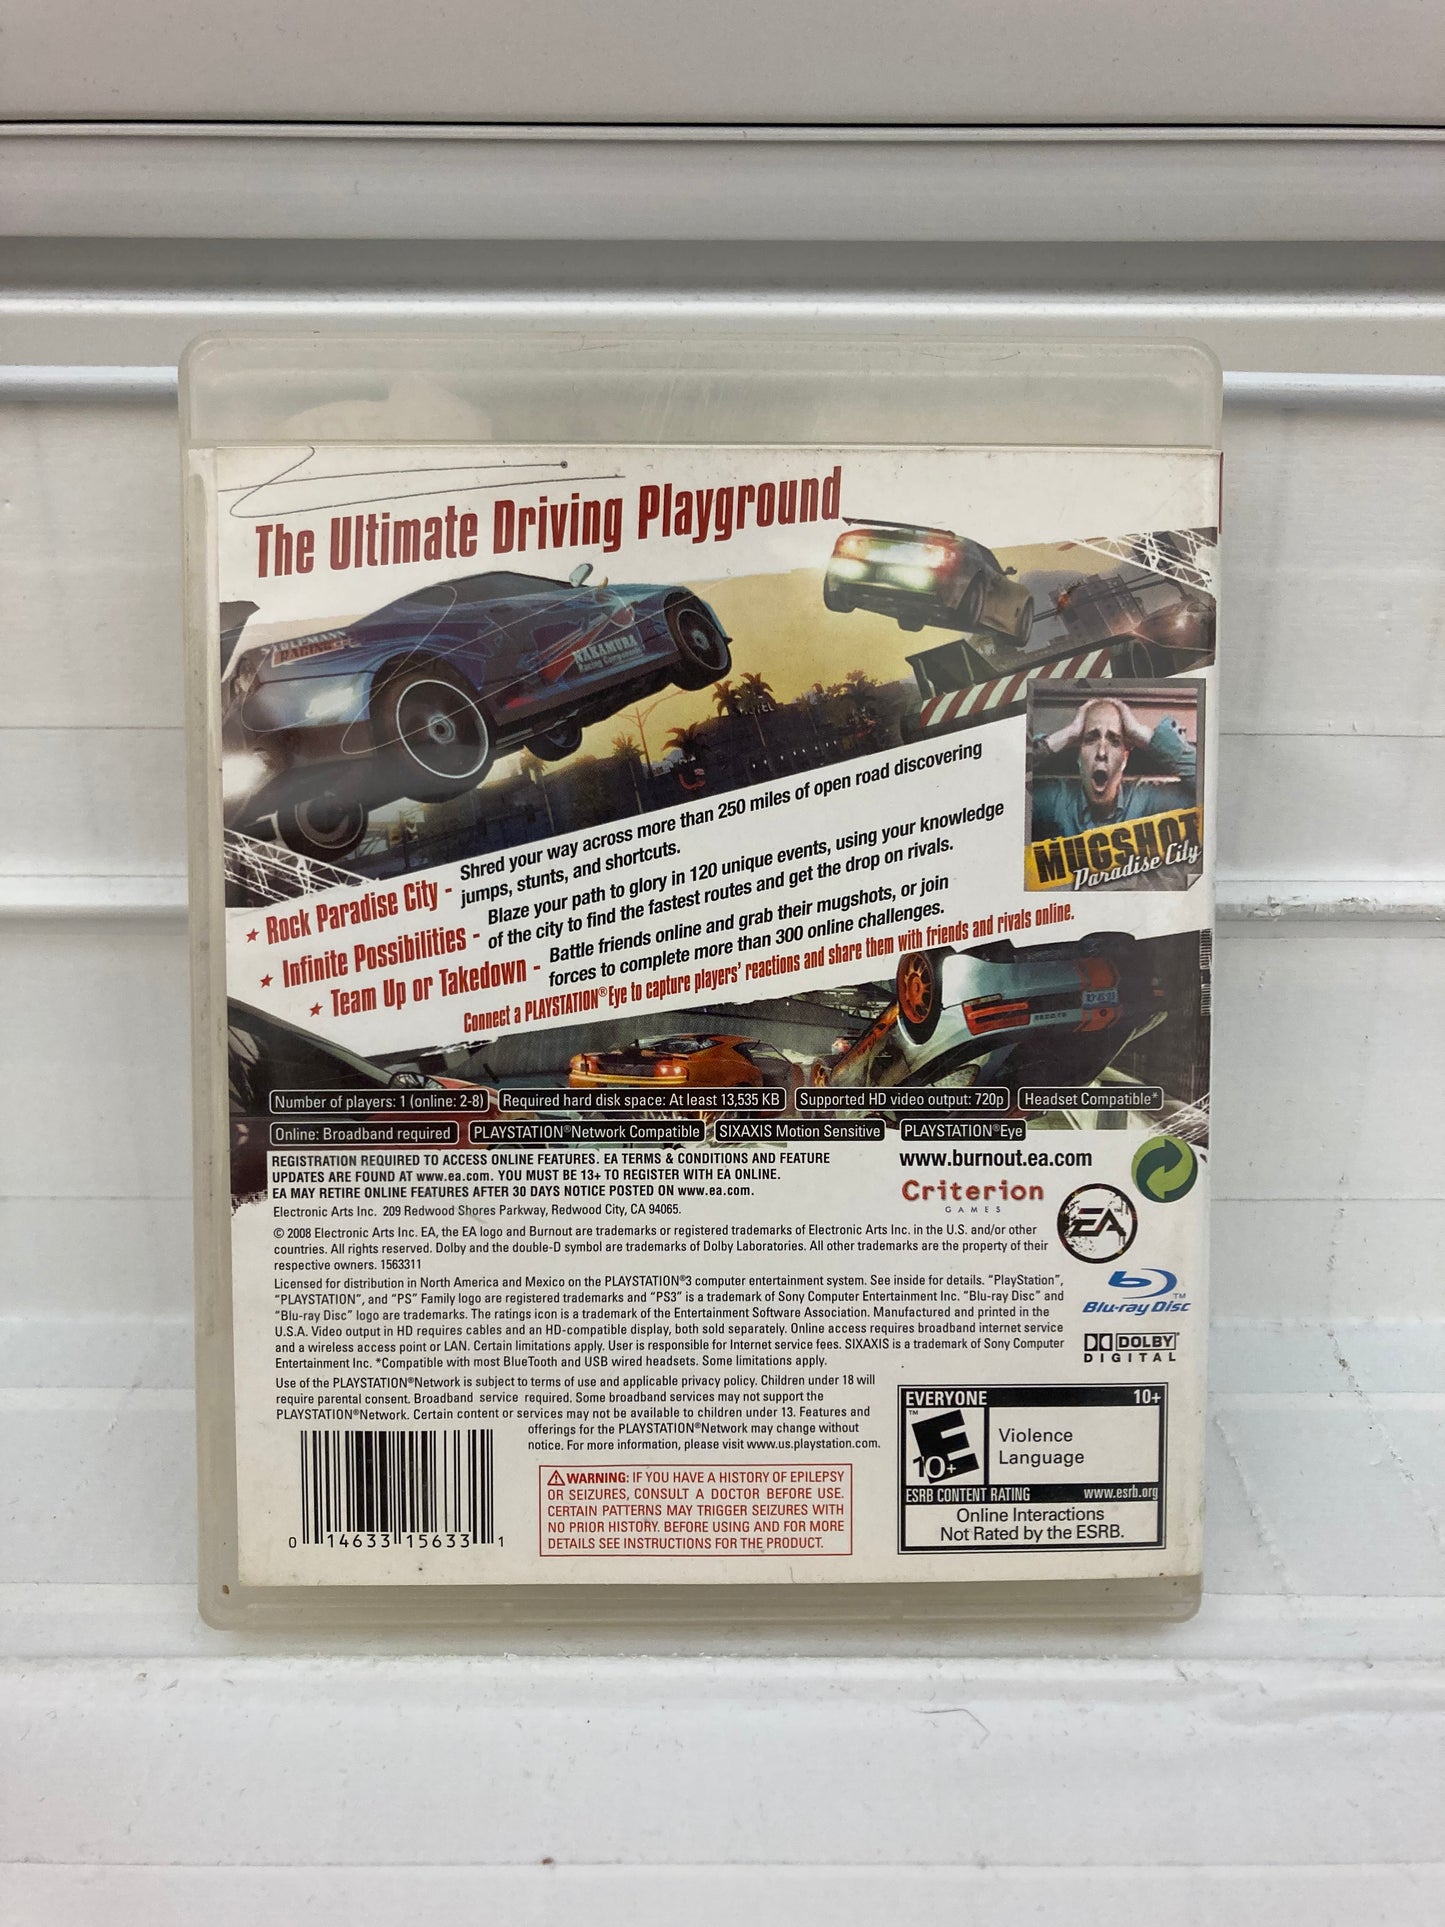 The Ultimate Driving Playground
RACING
NAKAMURA
Racing Components
MUGSHOT
Paradise City
★ Rock Paradise City - Shred your way across more than 250 miles of open road discovering
jumps, stunts, and shortcuts.
★ Infinite Possibilities - Blaze your path to glory in 120 unique events, using your knowledge
of the city to find the fastest routes and get the drop on rivals.
★ Team Up or Takedown - Battle friends online and grab their mugshots, or join
forces to complete more than 300 online challenges.
Connect a PLAYSTATION®Eye to capture players' reactions and share them with friends and rivals online.
Number of players: 1 (online: 2-8) Required hard disk space: At least 13,535 KB Supported HD video output: 720p Headset Compatible*
Online: Broadband required PLAYSTATION®Network Compatible SIXAXIS Motion Sensitive PLAYSTATION®Eye
REGISTRATION REQUIRED TO ACCESS ONLINE FEATURES. EA TERMS & CONDITIONS AND FEATURE
UPDATES ARE FOUND AT www.ea.com. YOU MUST BE 13+ TO REGISTER WITH EA ONLINE.
EA MAY RETIRE ONLINE FEATURES AFTER 30 DAYS NOTICE POSTED ON www.ea.com.
Electronic Arts Inc. 209 Redwood Shores Parkway, Redwood City, CA 94065.
www.burnout.ea.com
Criterion
GAMES
EA
© 2008 Electronic Arts Inc. EA, the EA logo and Burnout are trademarks or registered trademarks of Electronic Arts Inc. in the U.S. and/or other
countries. All rights reserved. Dolby and the double-D symbol are trademarks of Dolby Laboratories. All other trademarks are the property of their
respective owners. 1563311
Licensed for distribution in North America and Mexico on the PLAYSTATION®3 computer entertainment system. See inside for details. "PlayStation",
"PLAYSTATION", and "PS" Family logo are registered trademarks and "PS3" is a trademark of Sony Computer Entertainment Inc. "Blu-ray Disc" and
"Blu-ray Disc" logo are trademarks. The ratings icon is a trademark of the Entertainment Software Association. Manufactured and printed in the
U.S.A. Video output in HD requires cables and an HD-compatible display, both sold separately. Online access requires broadband internet service
and a wireless access point or LAN. Certain limitations apply. User is responsible for Internet service fees. SIXAXIS is a trademark of Sony Computer
Entertainment Inc. *Compatible with most BlueTooth and USB wired headsets. Some limitations apply.
Blu-ray Disc™
DOLBY
DIGITAL
Use of the PLAYSTATION®Network is subject to terms of use and applicable privacy policy. Children under 18 will
require parental consent. Broadband service required. Some broadband services may not support the
PLAYSTATION®Network. Certain content or services may not be available to children under 13. Features and
offerings for the PLAYSTATION®Network may change without
notice. For more information, please visit www.us.playstation.com.
0 14633 15633 1
WARNING: IF YOU HAVE A HISTORY OF EPILEPSY
OR SEIZURES, CONSULT A DOCTOR BEFORE USE.
CERTAIN PATTERNS MAY TRIGGER SEIZURES WITH
NO PRIOR HISTORY. BEFORE USING AND FOR MORE
DETAILS SEE INSTRUCTIONS FOR THE PRODUCT.
EVERYONE 10+
E
10+
Violence
Language
ESRB CONTENT RATING www.esrb.org
Online Interactions
Not Rated by the ESRB.